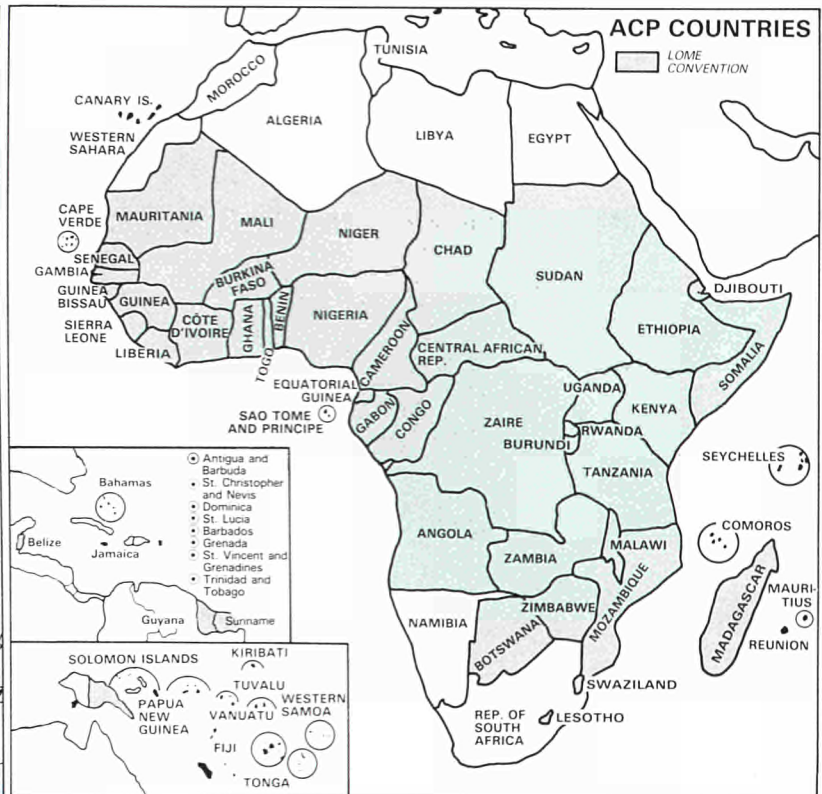 ACP COUNTRIES
LOME
CONVENTION
TUNISIA
MOROCCO
CANARY IS.
ALGERIA
LIBYA
EGYPT
WESTERN
SAHARA
CAPE
VERDE
MAURITANIA
MALI
NIGER
CHAD
SUDAN
SENEGAL
GAMBIA
GUINEA
BISSAU
GUINEA
BURKINA
FASO
DJIBOUTI
SIERRA
LEONE
CÔTE
D'IVOIRE
GHANA
TOGO
BENIN
NIGERIA
CAMEROON
CENTRAL AFRICAN
REP.
ETHIOPIA
SOMALIA
LIBERIA
EQUATORIAL
GUINEA
SAO TOME
AND PRINCIPE
GABON
CONGO
ZAIRE
UGANDA
KENYA
BURUNDI
RWANDA
TANZANIA
SEYCHELLES
COMOROS
ANGOLA
ZAMBIA
MALAWI
MOZAMBIQUE
ZIMBABWE
NAMIBIA
BOTSWANA
MADAGASCAR
MAURI-
TIUS
REUNION
SWAZILAND
LESOTHO
REP. OF
SOUTH
AFRICA
Bahamas
Belize
Jamaica
Guyana
Suriname
Antigua and
Barbuda
St. Christopher
and Nevis
Dominica
St. Lucia
Barbados
Grenada
St. Vincent and
Grenadines
Trinidad and
Tobago
SOLOMON ISLANDS
KIRIBATI
TUVALU
PAPUA
NEW
GUINEA
VANUATU
WESTERN
SAMOA
FIJI
TONGA